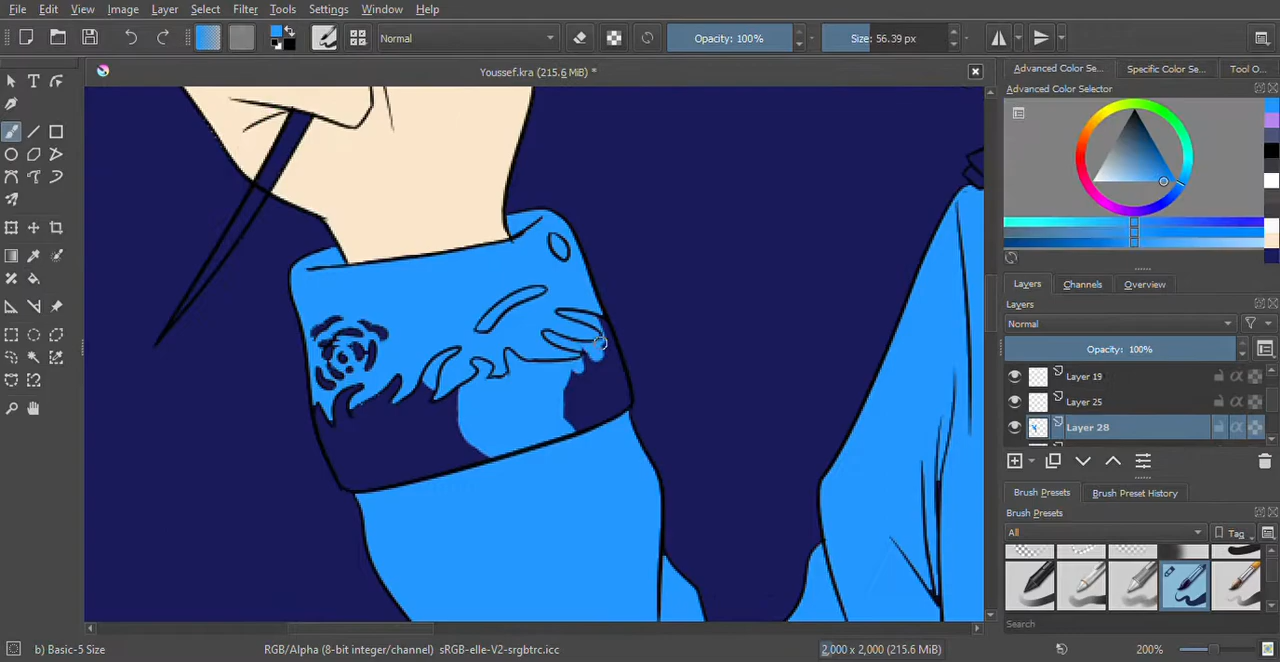 File Edit View Image Layer Select Filter Tools Settings Window Help
Normal Opacity: 100% Size: 56.39 px
Youssef.kra (215.6 MiB) *
Advanced Color Se... Specific Color Se... Tool O...
Advanced Color Selector
Layers Channels Overview
Layers
Normal
Opacity: 100%
Layer 19
Layer 25
Layer 28
Brush Presets Brush Preset History
Brush Presets
All Tag
Search
b) Basic-5 Size RGB/Alpha (8-bit integer/channel) sRGB-elle-V2-srgbtrc.icc 2,000 x 2,000 (215.6 MiB) 200%